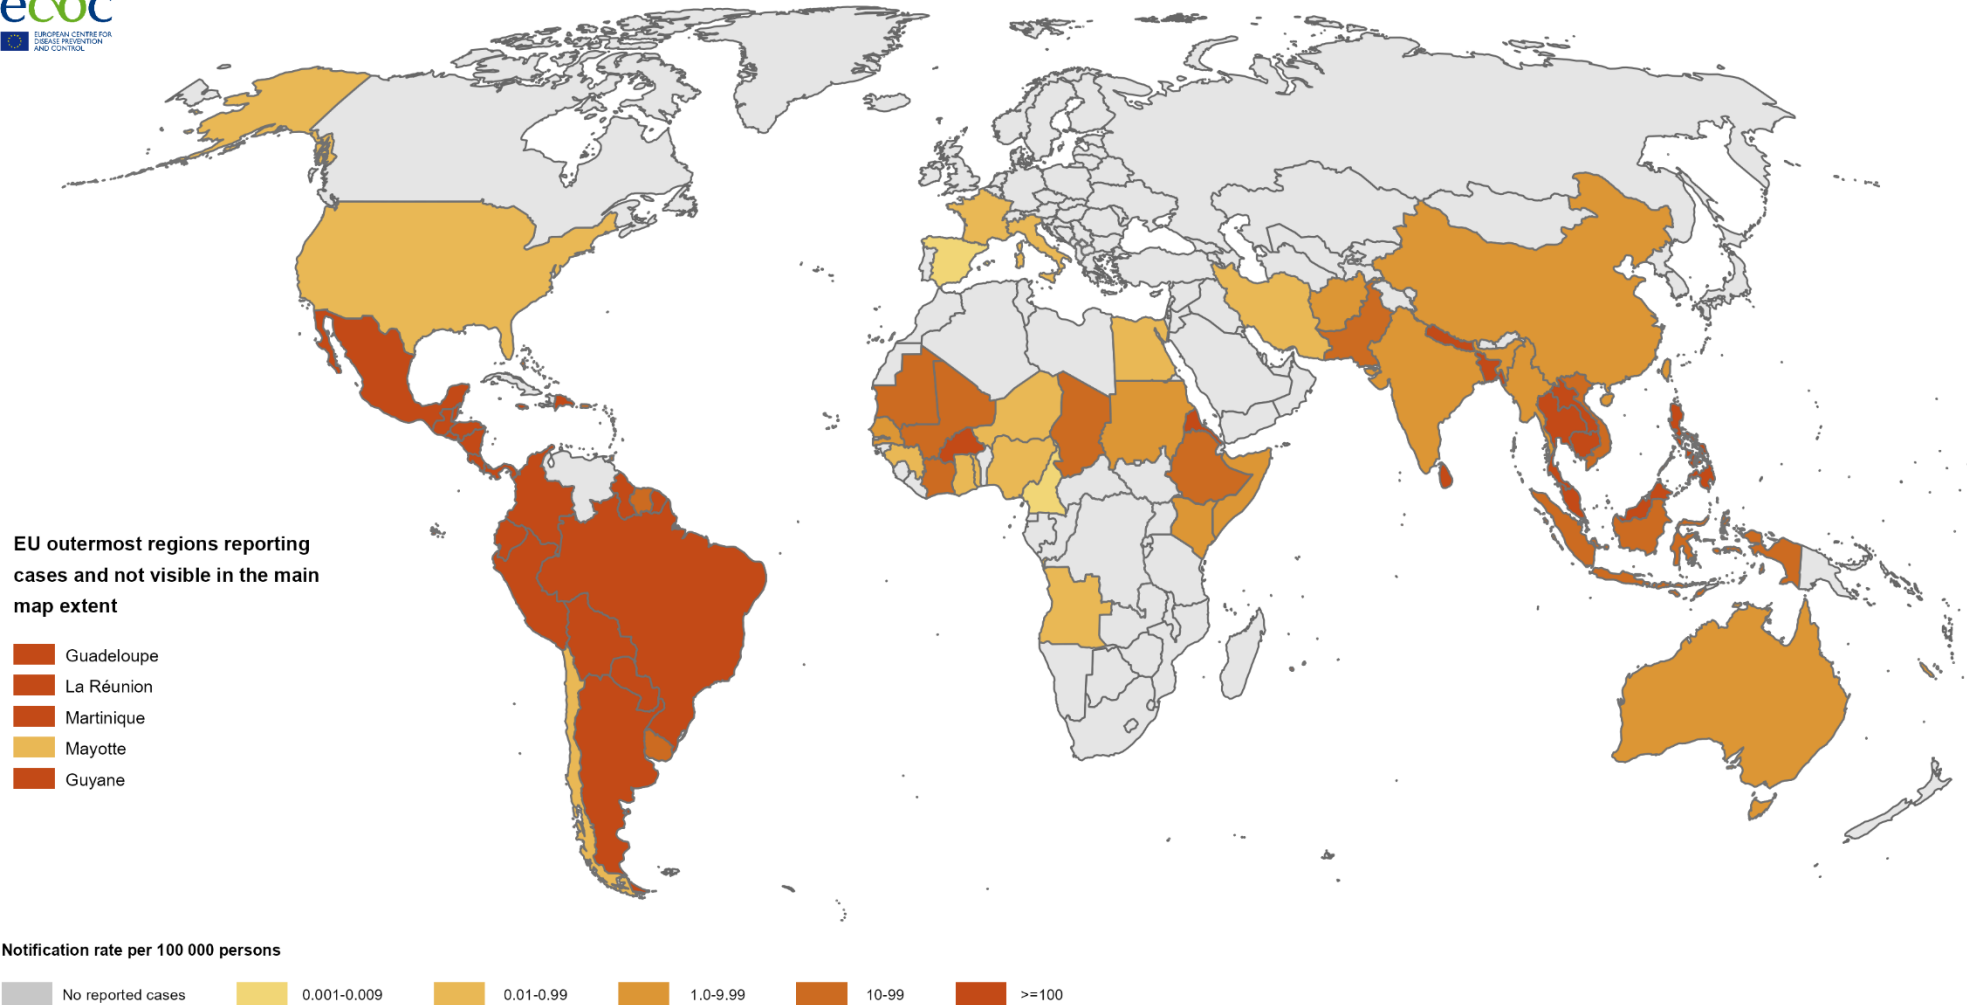 ecdc
EUROPEAN CENTRE FOR
DISEASE PREVENTION
AND CONTROL
EU outermost regions reporting
cases and not visible in the main
map extent
Guadeloupe
La Réunion
Martinique
Mayotte
Guyane
Notification rate per 100 000 persons
No reported cases
0.001-0.009
0.01-0.99
1.0-9.99
10-99
>=100